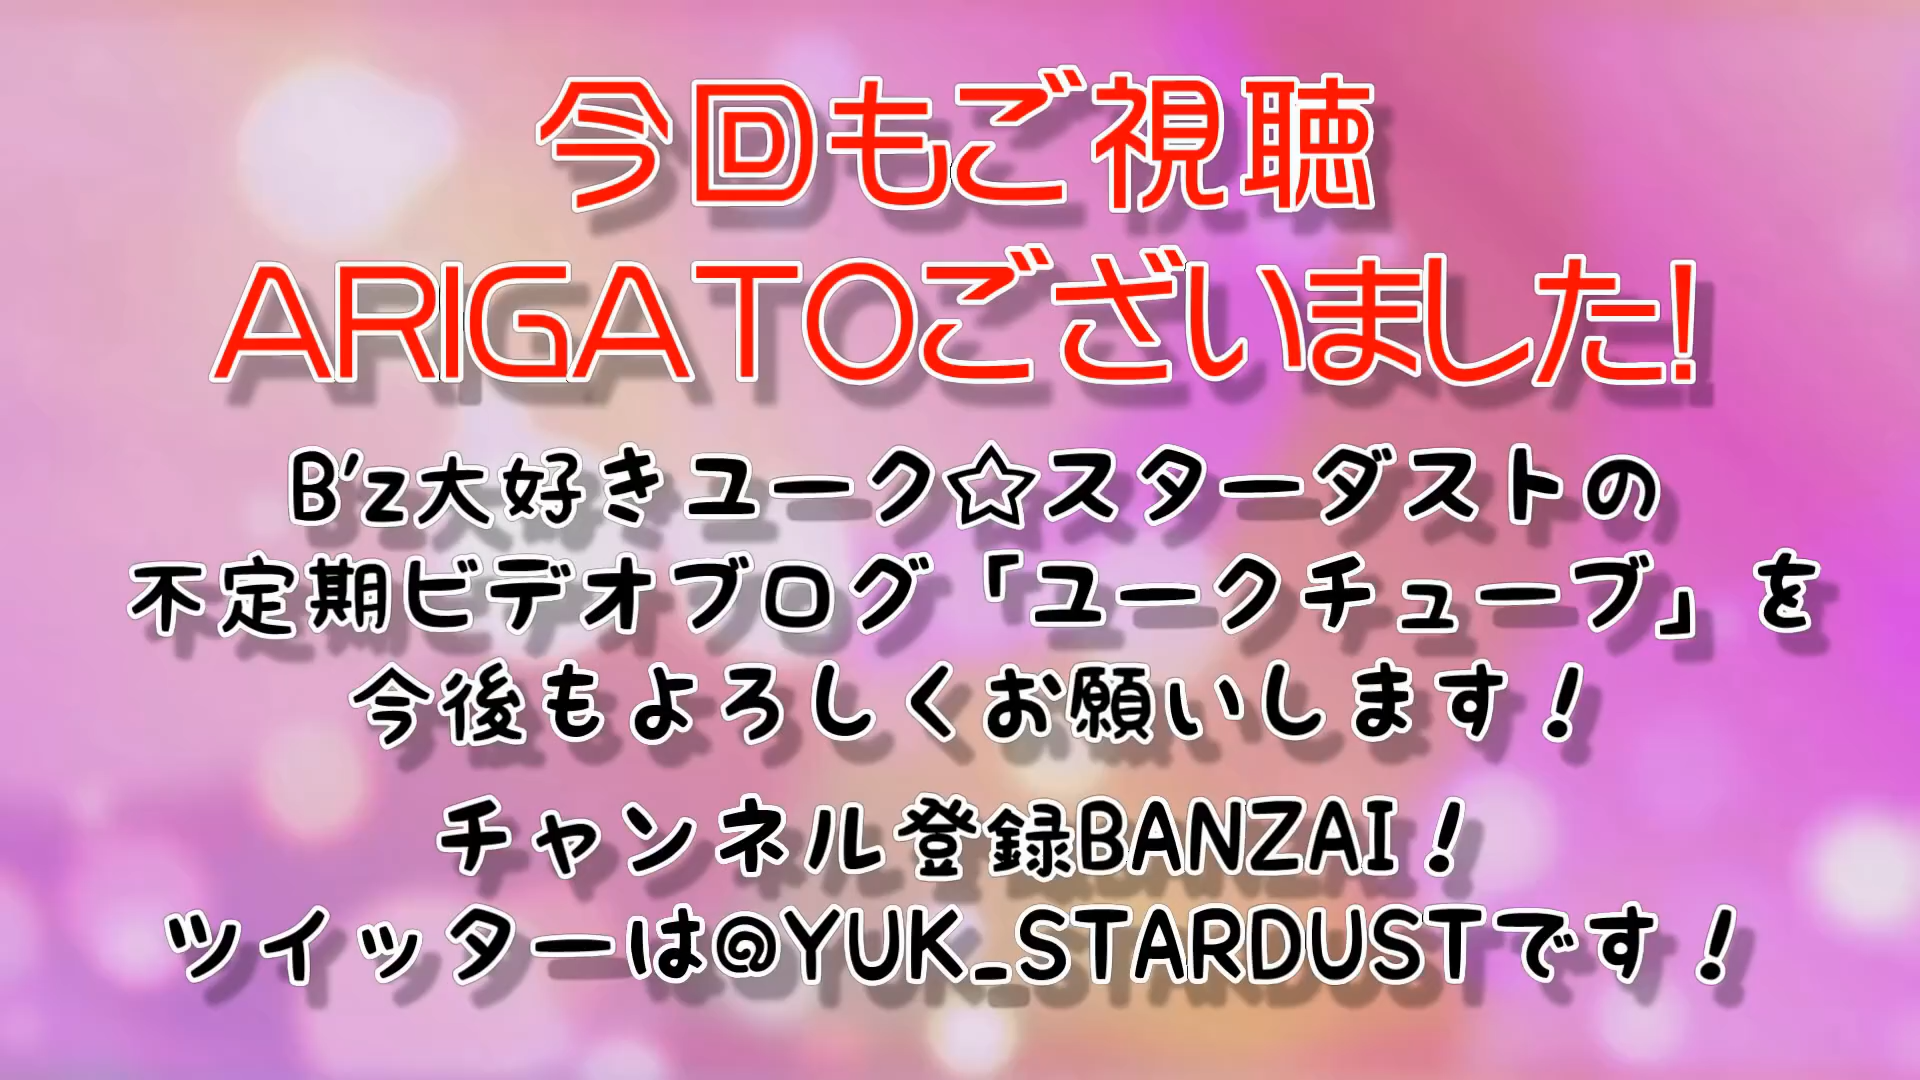 今回もご視聴
ARIGATOございました!
B'z大好きユーク☆スターダストの
不定期ビデオブログ「ユークチューブ」を
今後もよろしくお願いします！
チャンネル登録BANZAI！
ツイッターは@YUK_STARDUSTです！